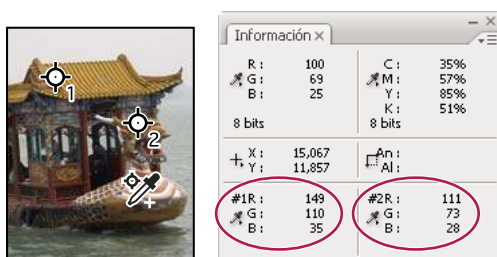 1
2
Información ×
R : 100
G : 69
B : 25
8 bits
C : 35%
M : 57%
Y : 85%
K : 51%
8 bits
X : 15,067
Y : 11,857
An :
Al :
#1R : 149
G : 110
B : 35
#2R : 111
G : 73
B : 28